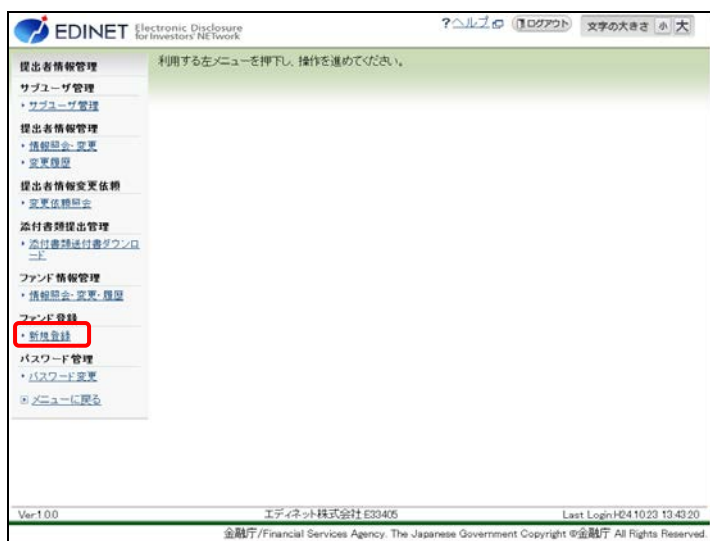 EDINET Electronic Disclosure for Investors' NETwork
?ヘルプ ログアウト 文字の大きさ 小 大
利用する左メニューを押下し、操作を進めてください。
提出者情報管理
サブユーザ管理
サブユーザ管理
提出者情報管理
情報照会・変更
変更履歴
提出者情報変更依頼
変更依頼照会
添付書類提出管理
添付書類送付書ダウンロ
ード
ファンド情報管理
情報照会・変更・履歴
ファンド登録
新規登録
パスワード管理
パスワード変更
メニューに戻る
Ver1.0.0 エディネット株式会社 E33405 Last Login:H24.10.23 13:43:20
金融庁/Financial Services Agency. The Japanese Government Copyright ©金融庁 All Rights Reserved.